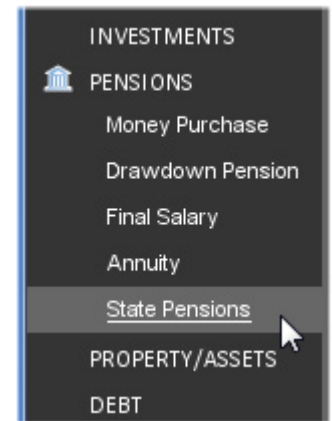 INVESTMENTS
PENSIONS
Money Purchase
Drawdown Pension
Final Salary
Annuity
State Pensions
PROPERTY/ASSETS
DEBT